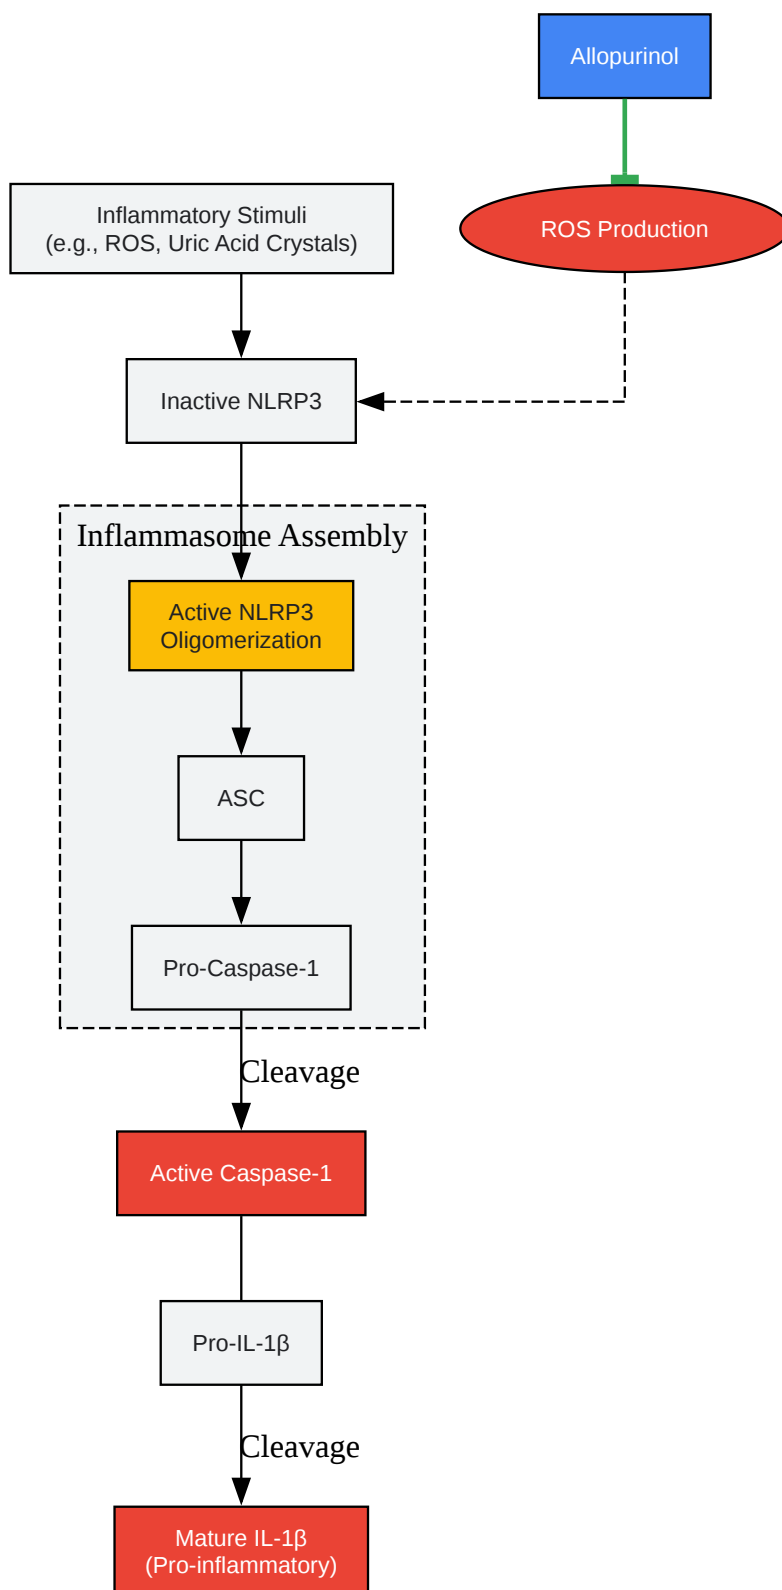 Allopurinol
Inflammatory Stimuli
(e.g., ROS, Uric Acid Crystals)
ROS Production
Inactive NLRP3
Inflammasome Assembly
Active NLRP3
Oligomerization
ASC
Pro-Caspase-1
Cleavage
Active Caspase-1
Pro-IL-1β
Cleavage
Mature IL-1β
(Pro-inflammatory)